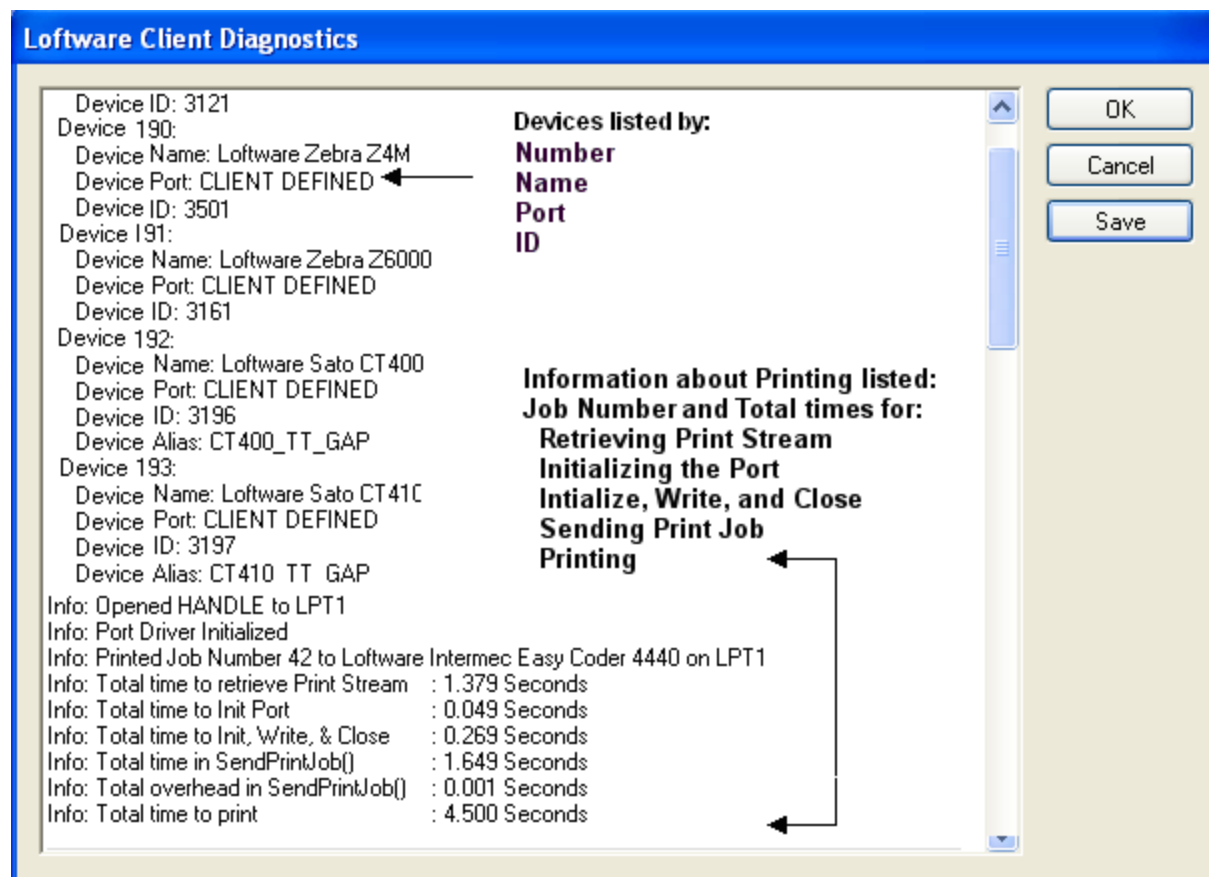 Loftware Client Diagnostics
Device ID: 3121
Device 190:
Device Name: Loftware Zebra Z4M
Device Port: CLIENT DEFINED
Device ID: 3501
Device I91:
Device Name: Loftware Zebra Z6000
Device Port: CLIENT DEFINED
Device ID: 3161
Device 192:
Device Name: Loftware Sato CT400
Device Port: CLIENT DEFINED
Device ID: 3196
Device Alias: CT400_TT_GAP
Device 193:
Device Name: Loftware Sato CT410
Device Port: CLIENT DEFINED
Device ID: 3197
Device Alias: CT410_TT_GAP
Info: Opened HANDLE to LPT1
Info: Port Driver Initialized
Info: Printed Job Number 42 to Loftware Intermec Easy Coder 4440 on LPT1
Info: Total time to retrieve Print Stream : 1.379 Seconds
Info: Total time to Init Port : 0.049 Seconds
Info: Total time to Init, Write, & Close : 0.269 Seconds
Info: Total time in SendPrintJob() : 1.649 Seconds
Info: Total overhead in SendPrintJob() : 0.001 Seconds
Info: Total time to print : 4.500 Seconds
Devices listed by:
Number
Name
Port
ID
Information about Printing listed:
Job Number and Total times for:
Retrieving Print Stream
Initializing the Port
Intialize, Write, and Close
Sending Print Job
Printing
OK
Cancel
Save